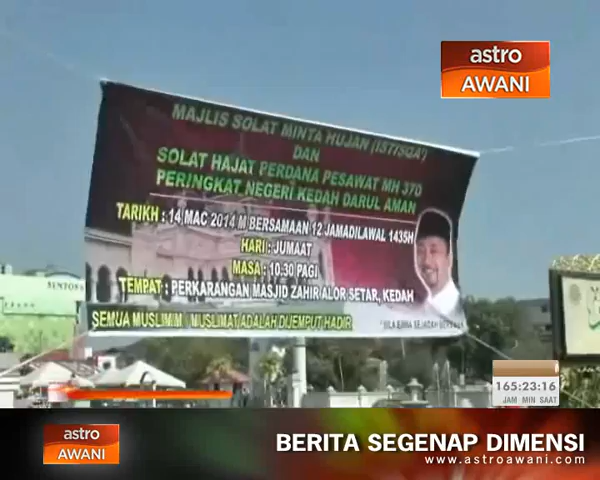 astro
AWANI
MAJLIS SOLAT MINTA HUJAN (ISTISQA')
DAN
SOLAT HAJAT PERDANA PESAWAT MH 370
PERINGKAT NEGERI KEDAH DARUL AMAN
TARIKH : 14 MAC 2014 M BERSAMAAN 12 JAMADILAWAL 1435H
HARI : JUMAAT
MASA : 10.30 PAGI
TEMPAT : PERKARANGAN MASJID ZAHIR ALOR SETAR, KEDAH
SEMUA MUSLIMIN / MUSLIMAT ADALAH DIJEMPUT HADIR
165:23:16
JAM MIN SAAT
astro
AWANI
BERITA SEGENAP DIMENSI
www.astroawani.com